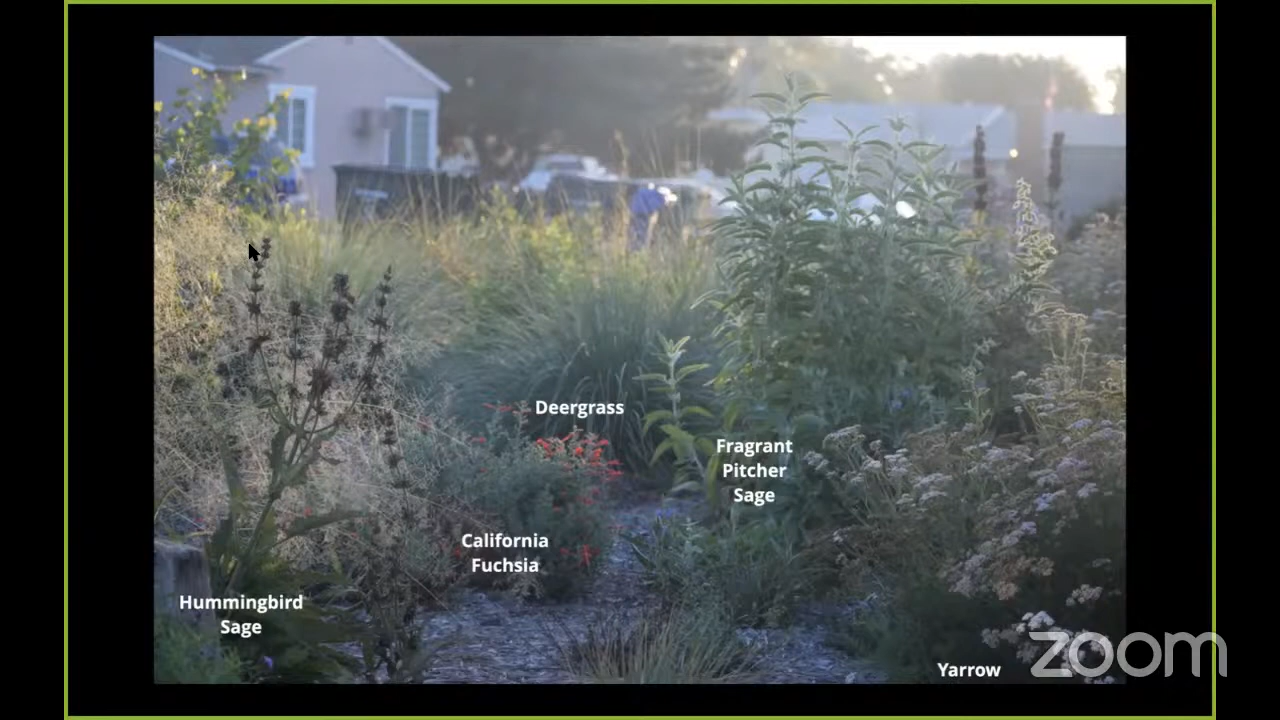 Deergrass
Fragrant
Pitcher
Sage
California
Fuchsia
Hummingbird
Sage
Yarrow
zoom